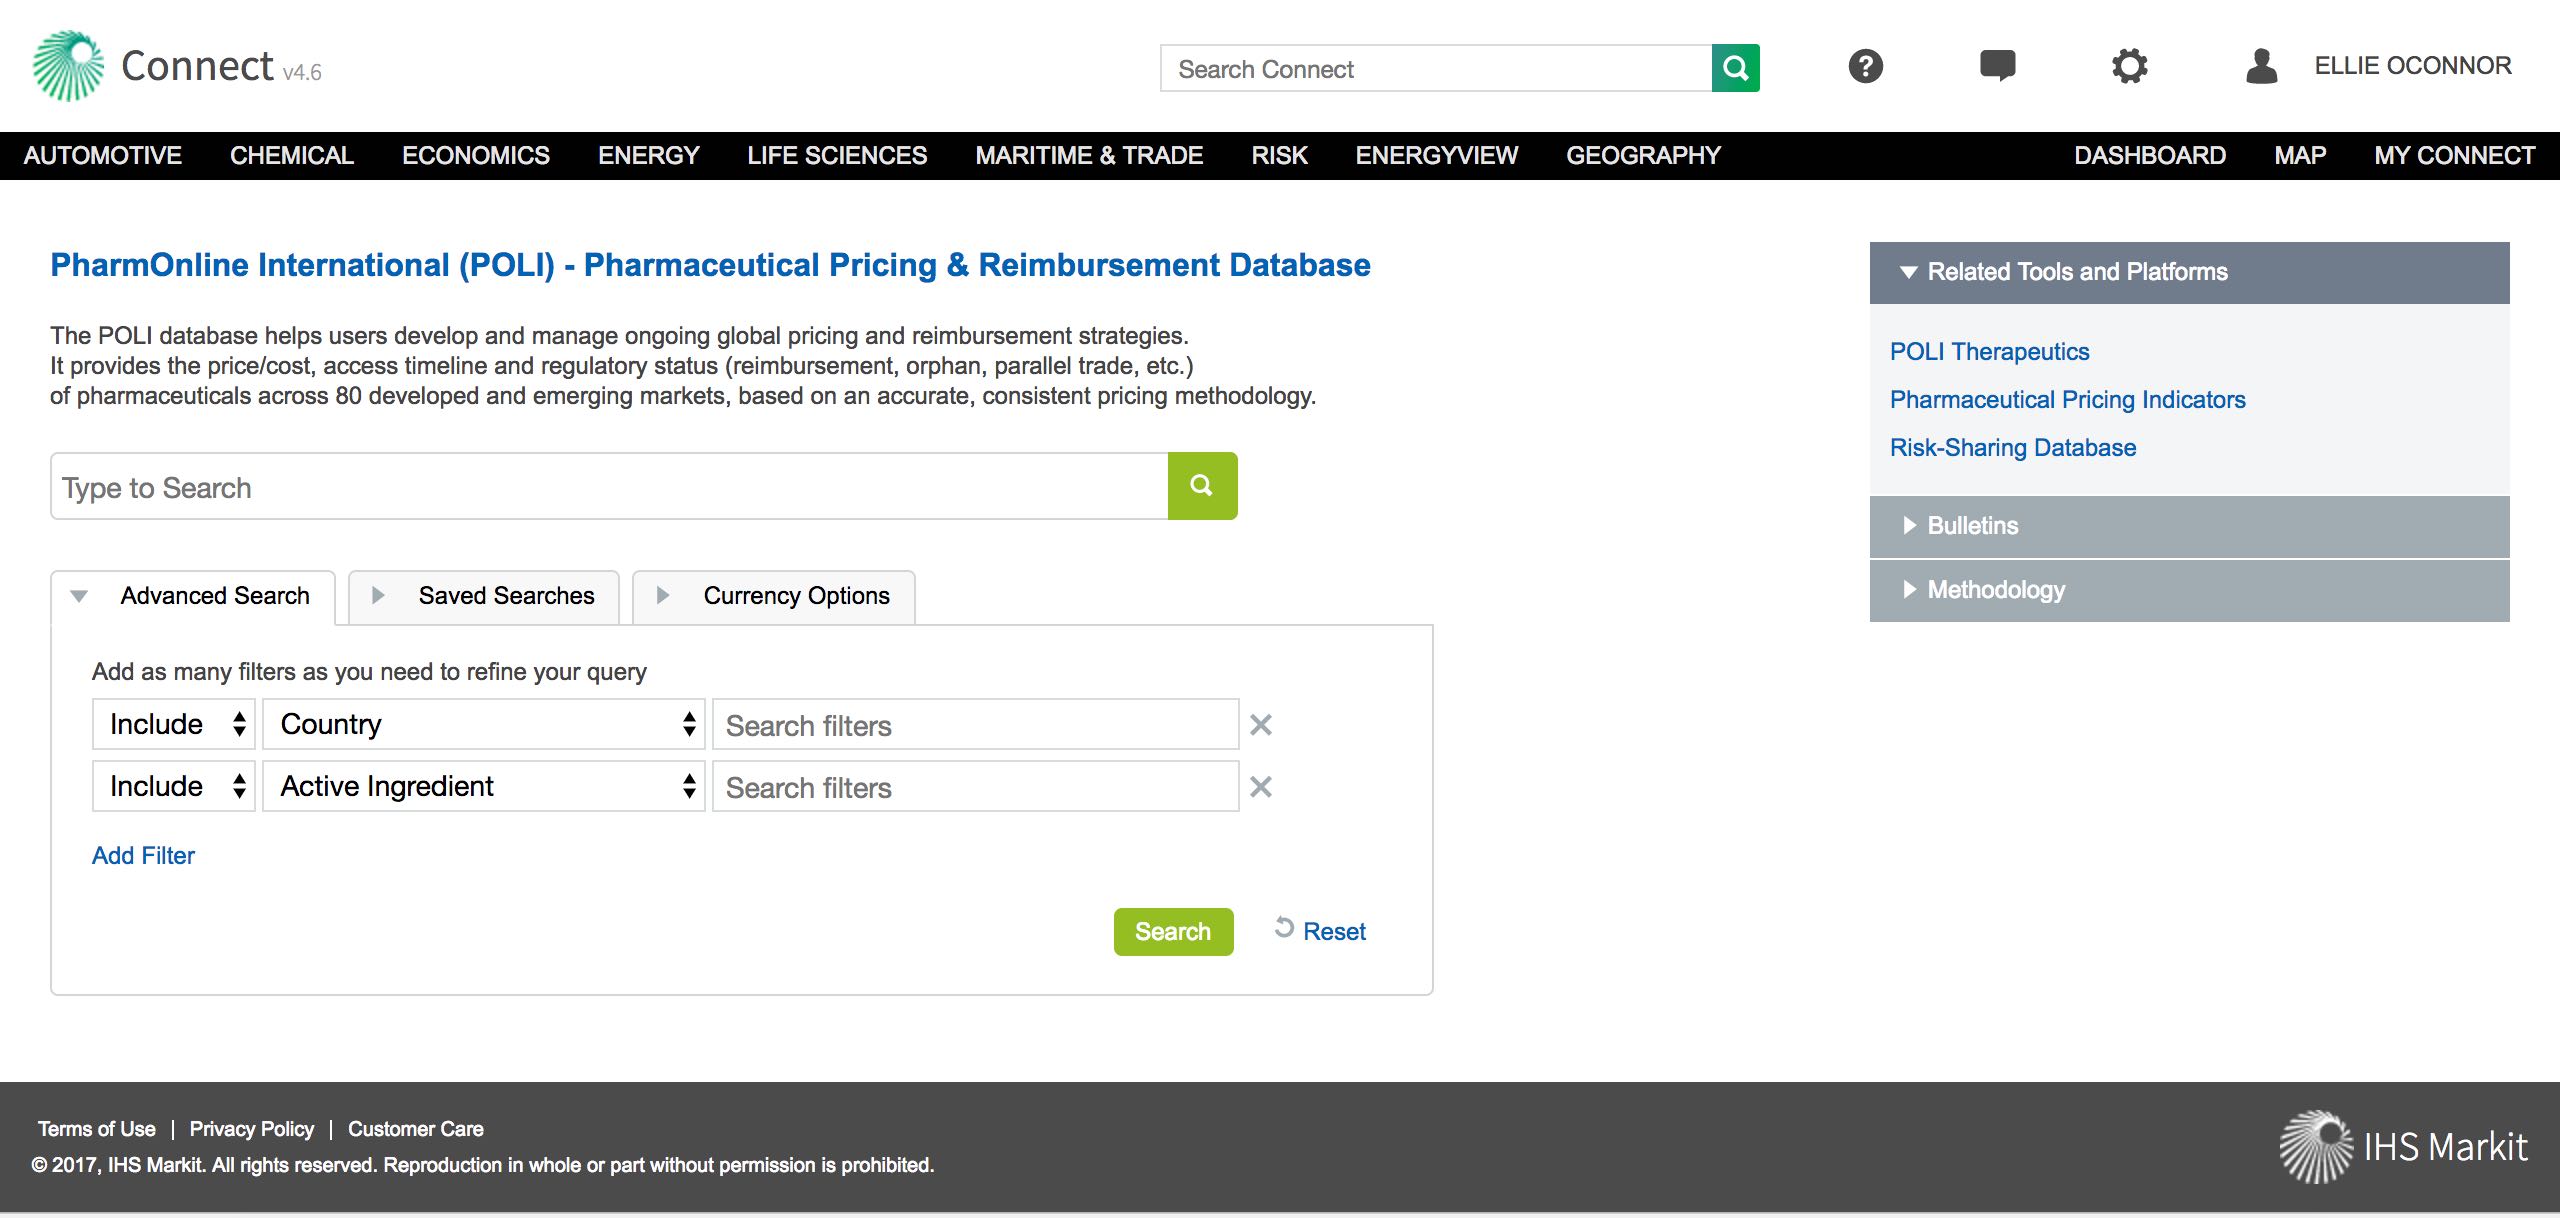 Connect v4.6
Search Connect
?
ELLIE OCONNOR
AUTOMOTIVE CHEMICAL ECONOMICS ENERGY LIFE SCIENCES MARITIME & TRADE RISK ENERGYVIEW GEOGRAPHY DASHBOARD MAP MY CONNECT
PharmOnline International (POLI) - Pharmaceutical Pricing & Reimbursement Database
The POLI database helps users develop and manage ongoing global pricing and reimbursement strategies.
It provides the price/cost, access timeline and regulatory status (reimbursement, orphan, parallel trade, etc.)
of pharmaceuticals across 80 developed and emerging markets, based on an accurate, consistent pricing methodology.
Type to Search
Advanced Search Saved Searches Currency Options
Add as many filters as you need to refine your query
Include Country Search filters
Include Active Ingredient Search filters
Add Filter
Search Reset
Related Tools and Platforms
POLI Therapeutics
Pharmaceutical Pricing Indicators
Risk-Sharing Database
Bulletins
Methodology
Terms of Use | Privacy Policy | Customer Care
© 2017, IHS Markit. All rights reserved. Reproduction in whole or part without permission is prohibited.
IHS Markit